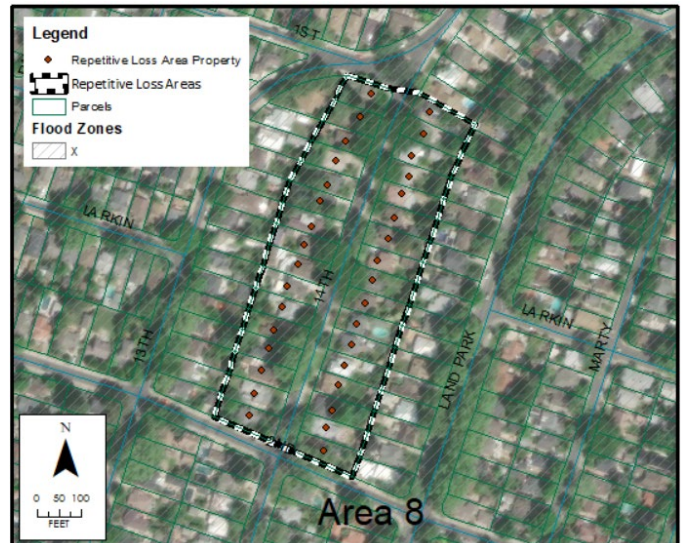 Legend
Repetitive Loss Area Property
Repetitive Loss Areas
Parcels
Flood Zones
X
1ST
LARKIN
13TH
14TH
LAND PARK
LARKIN
MARTY
N
0 50 100
FEET
Area 8